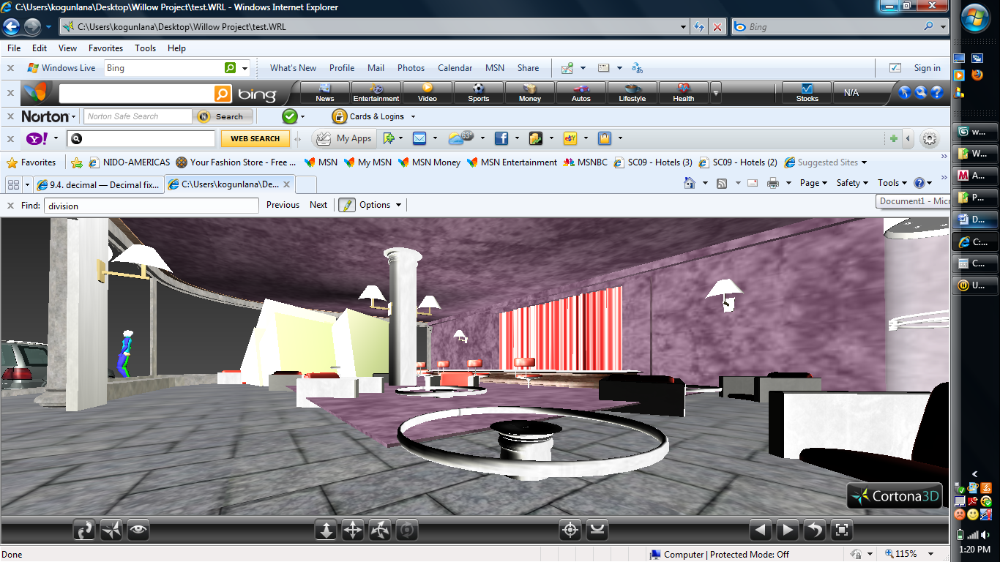 C:\Users\kogunlana\Desktop\Willow Project\test.WRL - Windows Internet Explorer
C:\Users\kogunlana\Desktop\Willow Project\test.WRL Bing
File Edit View Favorites Tools Help
x Windows Live Bing What's New Profile Mail Photos Calendar MSN Share Sign in
x bing News Entertainment Video Sports Money Autos Lifestyle Health Stocks N/A
x Norton Norton Safe Search Search Cards & Logins
x Y! WEB SEARCH My Apps 63°
Favorites NIDO-AMERICAS Your Fashion Store - Free ... MSN My MSN MSN Money MSN Entertainment MSNBC SC09 - Hotels (3) SC09 - Hotels (2) Suggested Sites
9.4. decimal — Decimal fix... C:\Users\kogunlana\De... Page Safety Tools
x Find: division Previous Next Options
Document1 - Micr
w...
W...
A...
P...
D...
C:...
C...
U...
Cortona3D
Done Computer | Protected Mode: Off 115%
1:20 PM